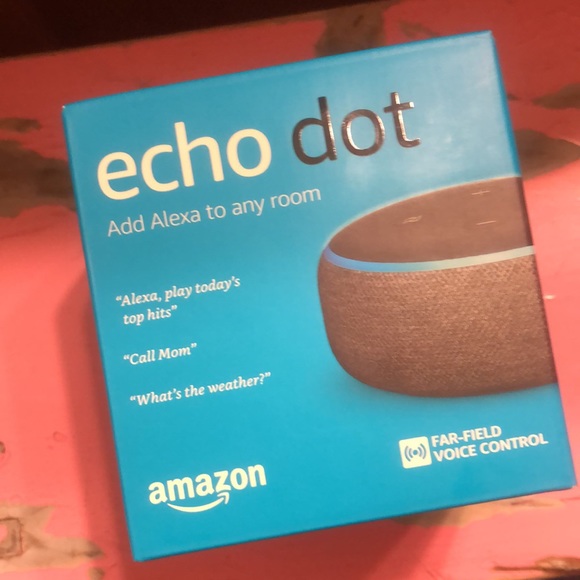 echo dot
Add Alexa to any room
“Alexa, play today's
top hits”
“Call Mom”
“What's the weather?”
amazon
FAR-FIELD
VOICE CONTROL